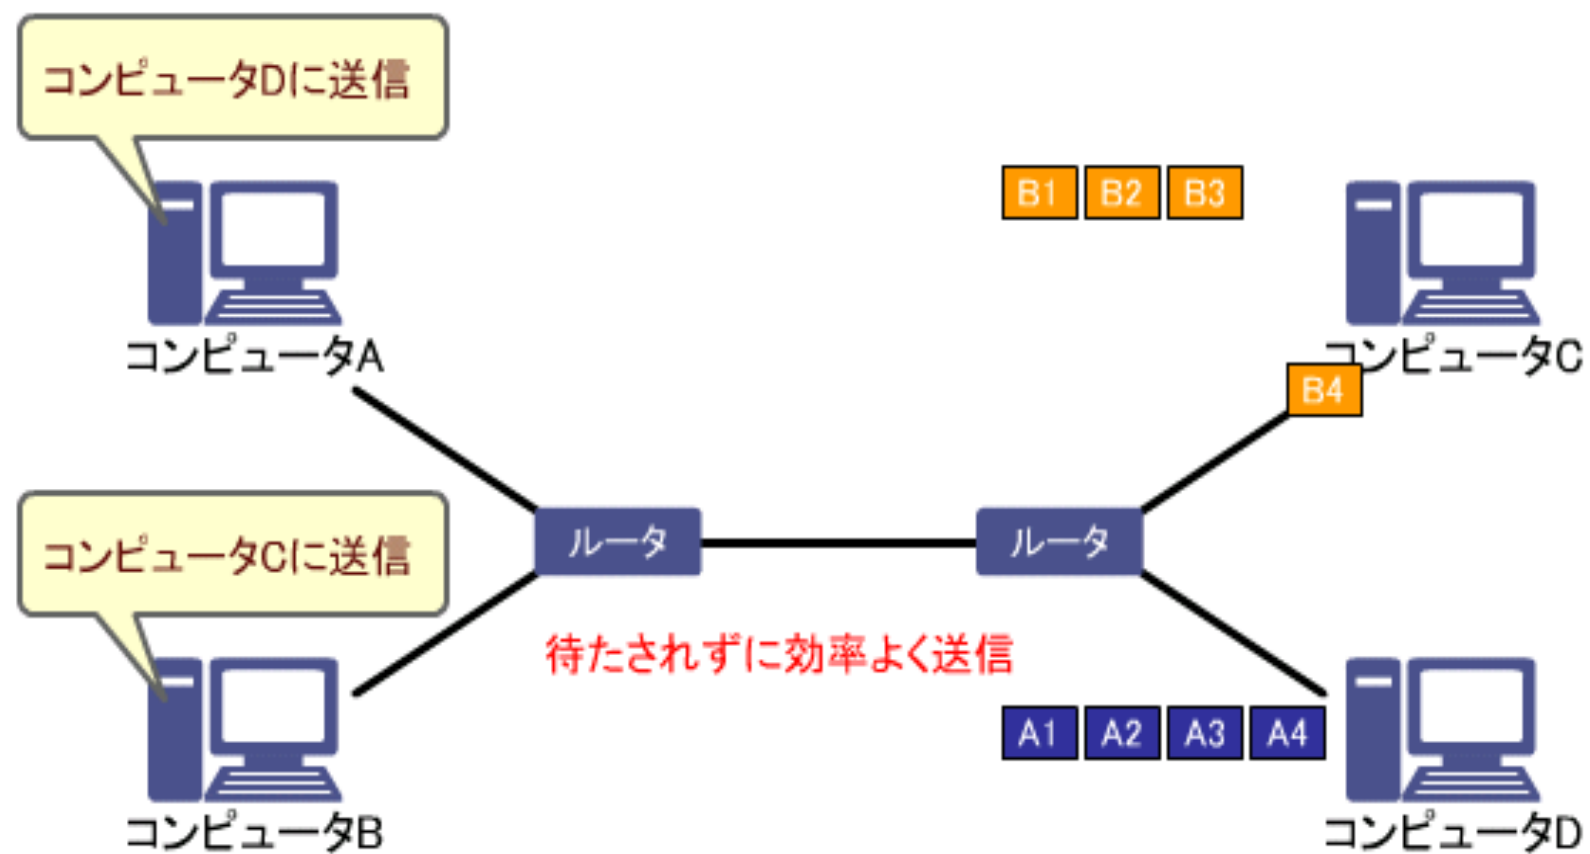 コンピュータDに送信
B1 B2 B3
コンピュータA
コンピュータC
B4
コンピュータCに送信
ルータ
ルータ
待たされずに効率よく送信
A1 A2 A3 A4
コンピュータB
コンピュータD